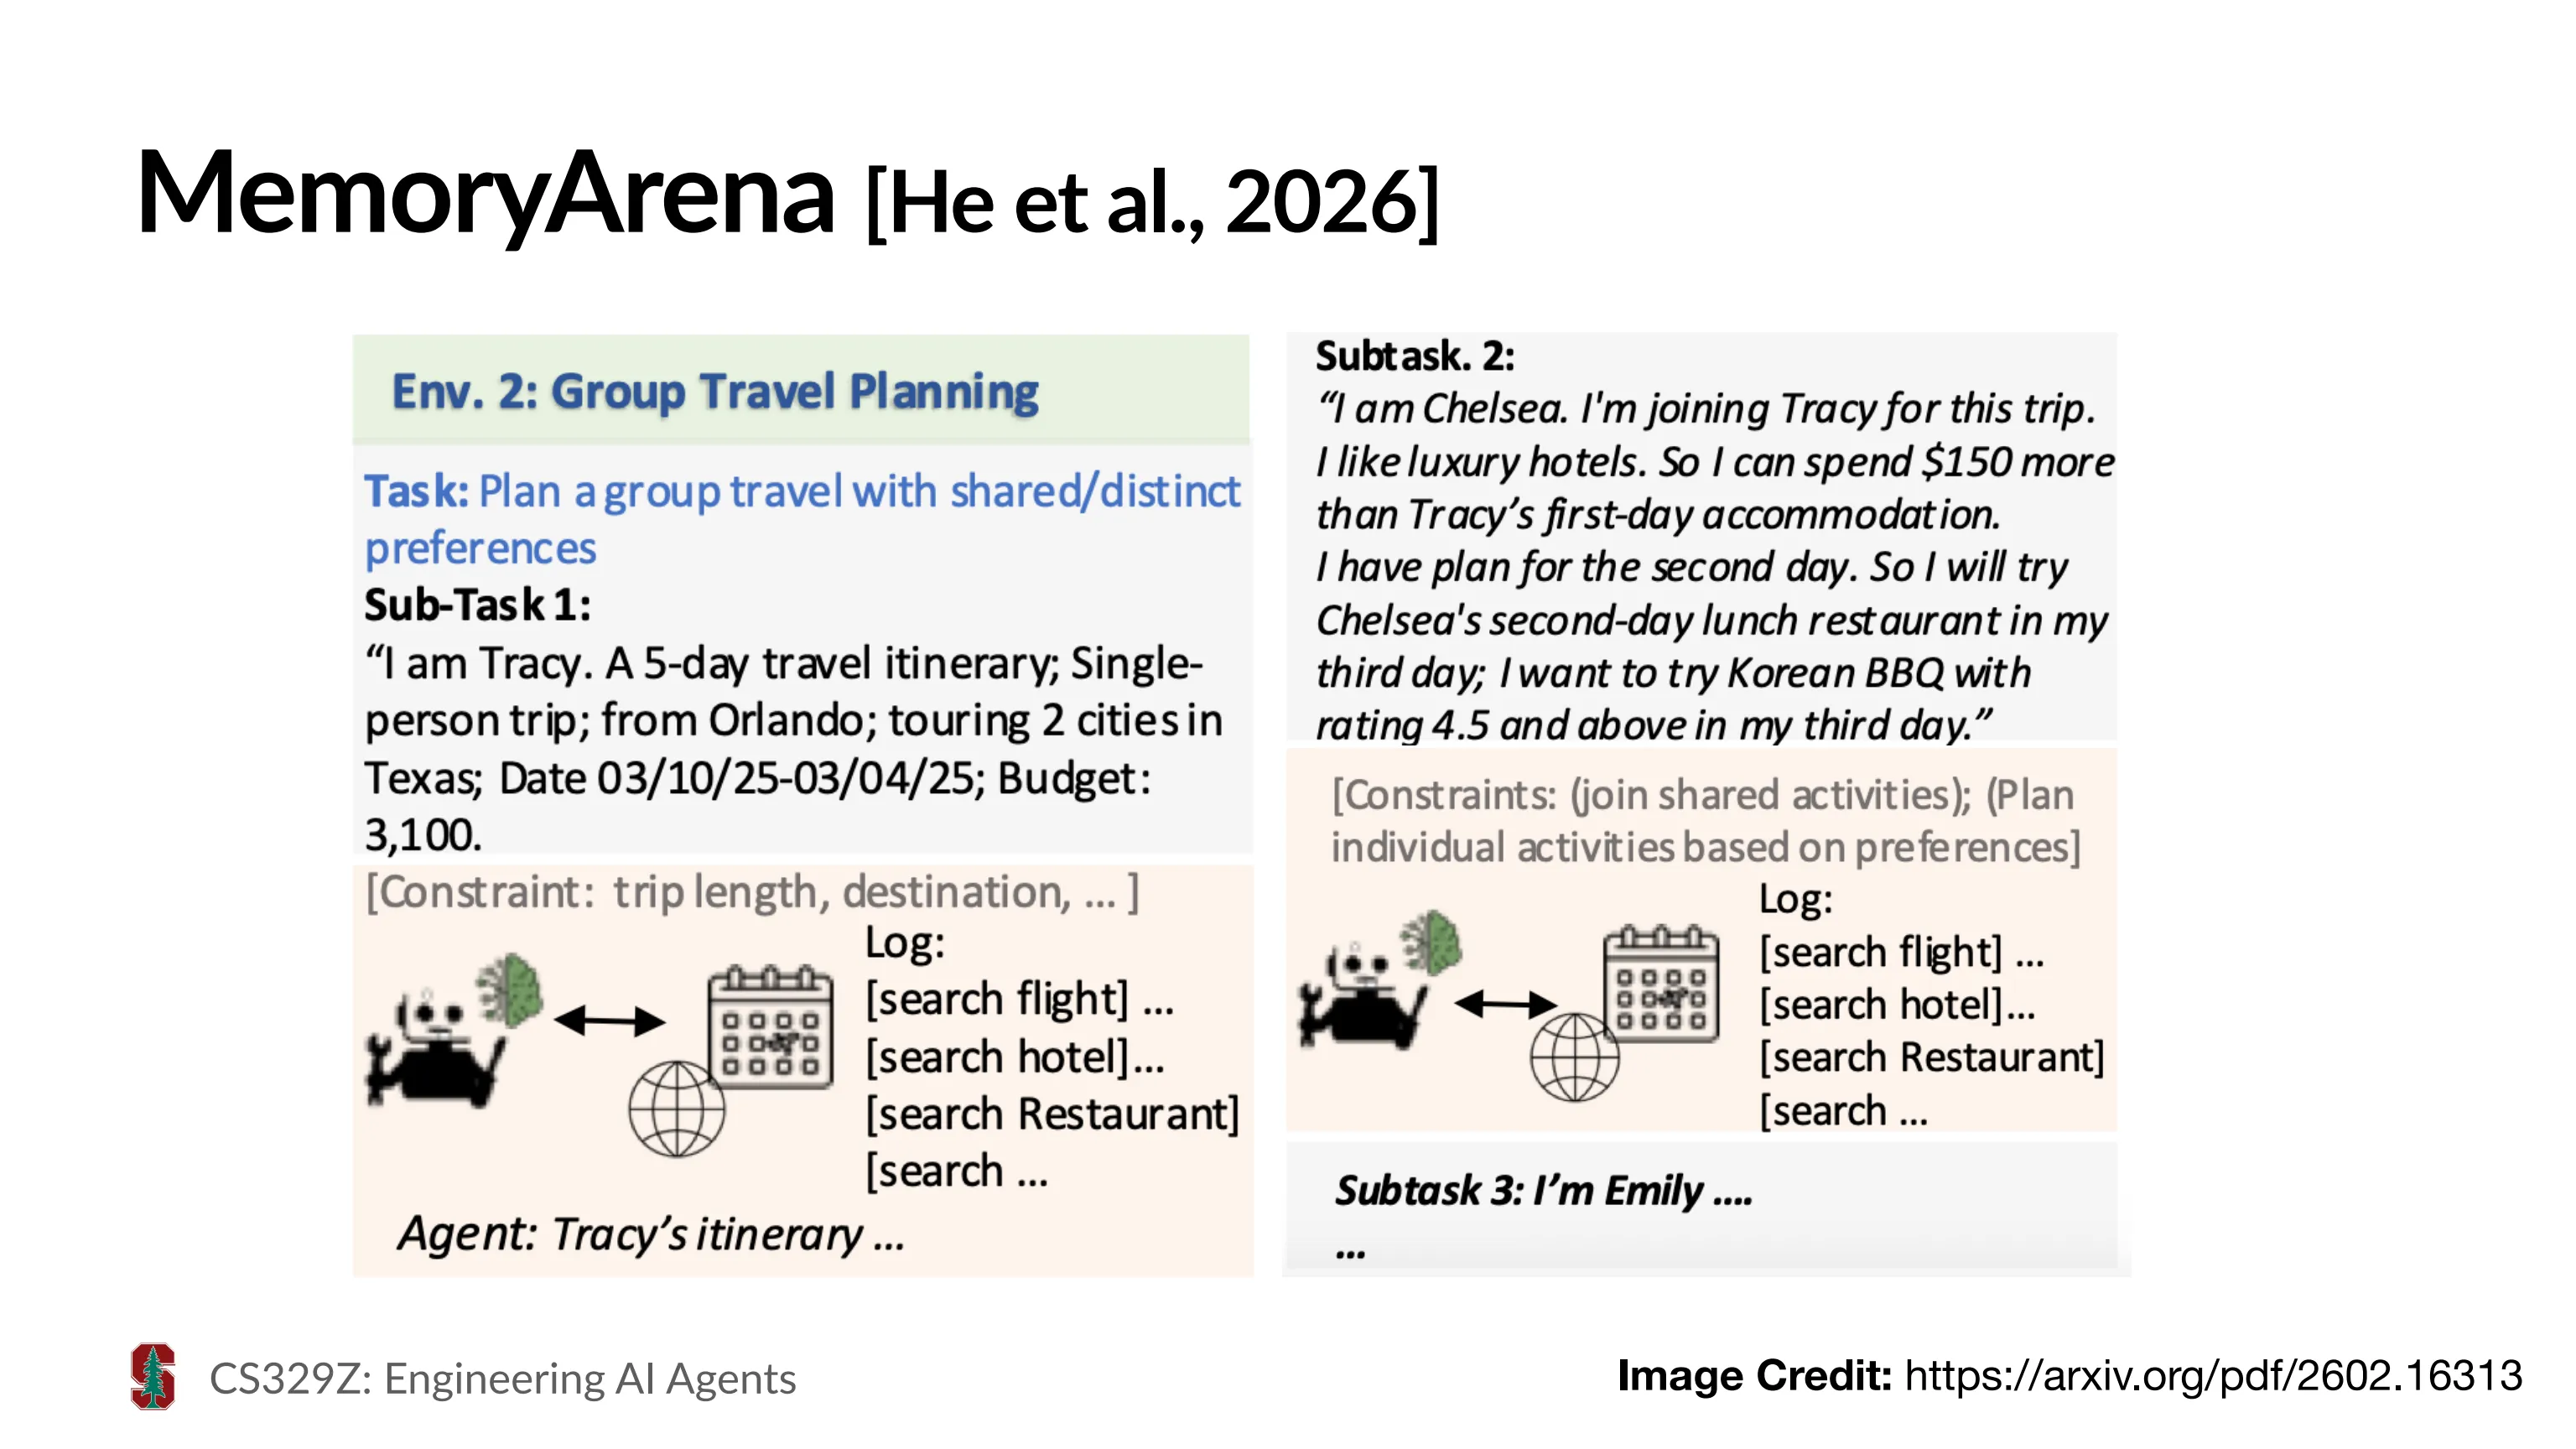 MemoryArena [He et al., 2026]
Env. 2: Group Travel Planning
Task: Plan a group travel with shared/distinct
preferences
Sub-Task 1:
“I am Tracy. A 5-day travel itinerary; Single-
person trip; from Orlando; touring 2 cities in
Texas; Date 03/10/25-03/04/25; Budget:
3,100.
[Constraint: trip length, destination, ... ]
Log:
[search flight] ...
[search hotel]...
[search Restaurant]
[search ...
Agent: Tracy’s itinerary ...
Subtask. 2:
“I am Chelsea. I'm joining Tracy for this trip.
I like luxury hotels. So I can spend $150 more
than Tracy’s first-day accommodation.
I have plan for the second day. So I will try
Chelsea's second-day lunch restaurant in my
third day; I want to try Korean BBQ with
rating 4.5 and above in my third day.”
[Constraints: (join shared activities); (Plan
individual activities based on preferences]
Log:
[search flight] ...
[search hotel]...
[search Restaurant]
[search ...
Subtask 3: I’m Emily ....
...
CS329Z: Engineering AI Agents
Image Credit: https://arxiv.org/pdf/2602.16313